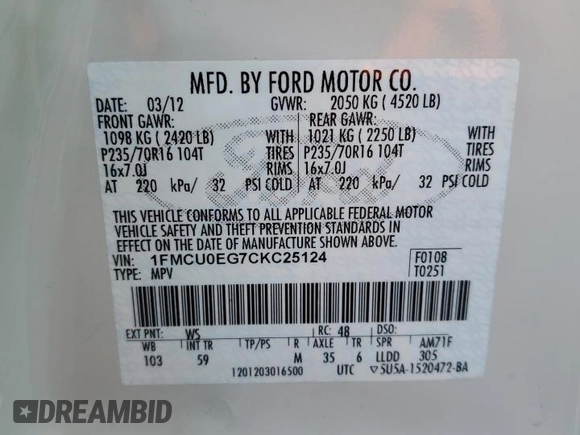 MFD. BY FORD MOTOR CO.
DATE: 03/12 GVWR: 2050 KG ( 4520 LB)
FRONT GAWR: REAR GAWR:
1098 KG ( 2420 LB) WITH 1021 KG ( 2250 LB) WITH
P235/70R16 104T TIRES P235/70R16 104T TIRES
16x7.0J RIMS 16x7.0J RIMS
AT 220 kPa/ 32 PSI COLD AT 220 kPa/ 32 PSI COLD
Ford
THIS VEHICLE CONFORMS TO ALL APPLICABLE FEDERAL MOTOR
VEHICLE SAFETY AND THEFT PREVENTION STANDARDS IN EFFECT
ON THE DATE OF MANUFACTURE SHOWN ABOVE.
VIN: 1FMCU0EG7CKC25124 F0108
TYPE: MPV T0251
EXT PNT: WS RC: 48 DSO:
WB INT TR TP/PS R AXLE TR AM71F
103 59 M 35 6 LLDD 305
1201203016500 UTC ▽5U5A-1520472-BA
DREAMBID